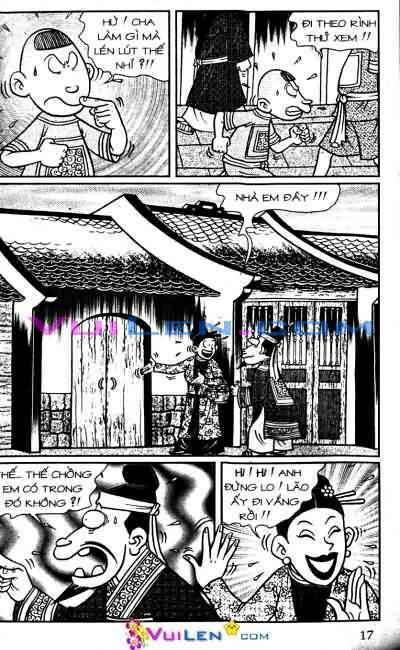 HỪ ! CHA
LÀM GÌ MÀ
LÉN LÚT THẾ
NHỈ ?!!
ĐI THEO RÌNH
THỬ XEM !!
NHÀ EM ĐÂY !!!
VUILEN.COM
THẾ... THẾ CHỒNG
EM CÓ TRONG
ĐÓ KHÔNG ?!
HI ! HI ! ANH
ĐỪNG LO ! LÃO
ẤY ĐI VẮNG
RỒI !!
17
VUILEN.COM